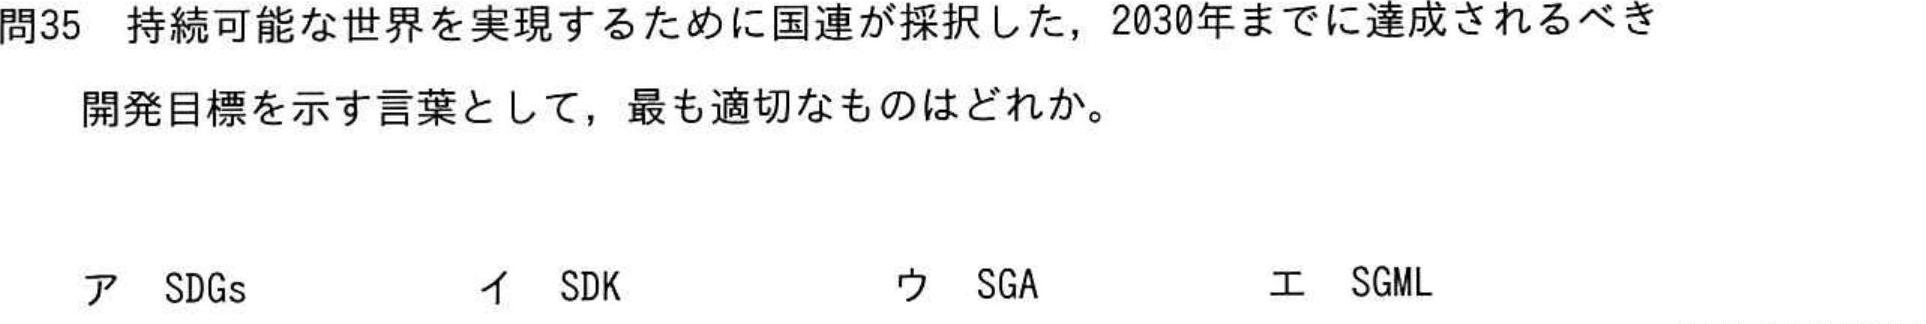 問35　持続可能な世界を実現するために国連が採択した，2030年までに達成されるべき
開発目標を示す言葉として，最も適切なものはどれか。
ア　SDGs　イ　SDK　ウ　SGA　エ　SGML